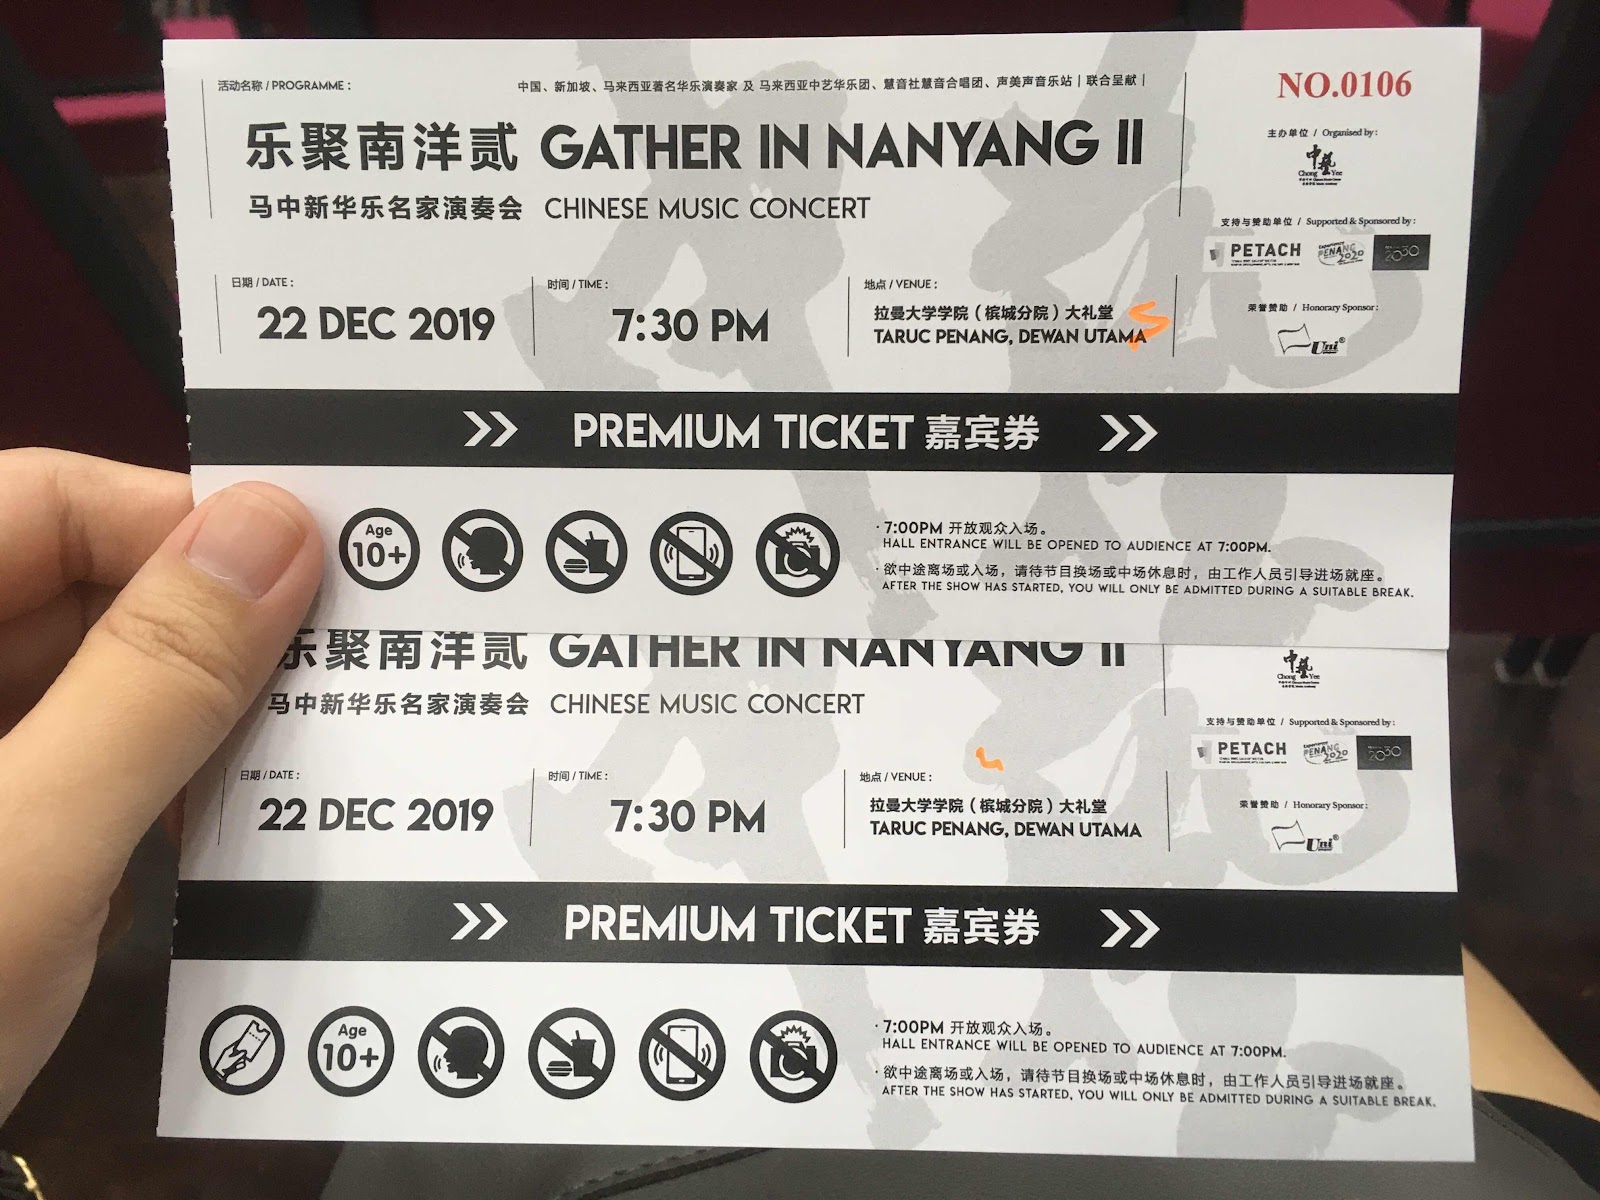 活动名称 / PROGRAMME :
中国、新加坡、马来西亚著名华乐演奏家 及 马来西亚中艺华乐团、慧音社慧音合唱团、声美声音乐站 | 联合呈献 |
NO.0106
乐聚南洋贰 GATHER IN NANYANG II
马中新华乐名家演奏会 CHINESE MUSIC CONCERT
主办单位 / Organised by :
中藝
Chong Yee
支持与赞助单位 / Supported & Sponsored by :
PETACH
Experience PENANG 2020
2030
日期 / DATE :
22 DEC 2019
时间 / TIME :
7:30 PM
地点 / VENUE :
拉曼大学学院（槟城分院）大礼堂
TARUC PENANG, DEWAN UTAMA
荣誉赞助 / Honorary Sponsor :
Uni®
>> PREMIUM TICKET 嘉宾券 >>
Age
10+
· 7:00PM 开放观众入场。
HALL ENTRANCE WILL BE OPENED TO AUDIENCE AT 7:00PM.
· 欲中途离场或入场，请待节目换场或中场休息时，由工作人员引导进场就座。
AFTER THE SHOW HAS STARTED, YOU WILL ONLY BE ADMITTED DURING A SUITABLE BREAK.
乐聚南洋贰 GATHER IN NANYANG II
马中新华乐名家演奏会 CHINESE MUSIC CONCERT
中藝
Chong Yee
支持与赞助单位 / Supported & Sponsored by :
PETACH
Experience PENANG 2020
2030
日期 / DATE :
22 DEC 2019
时间 / TIME :
7:30 PM
地点 / VENUE :
拉曼大学学院（槟城分院）大礼堂
TARUC PENANG, DEWAN UTAMA
荣誉赞助 / Honorary Sponsor :
Uni®
>> PREMIUM TICKET 嘉宾券 >>
Age
10+
· 7:00PM 开放观众入场。
HALL ENTRANCE WILL BE OPENED TO AUDIENCE AT 7:00PM.
· 欲中途离场或入场，请待节目换场或中场休息时，由工作人员引导进场就座。
AFTER THE SHOW HAS STARTED, YOU WILL ONLY BE ADMITTED DURING A SUITABLE BREAK.